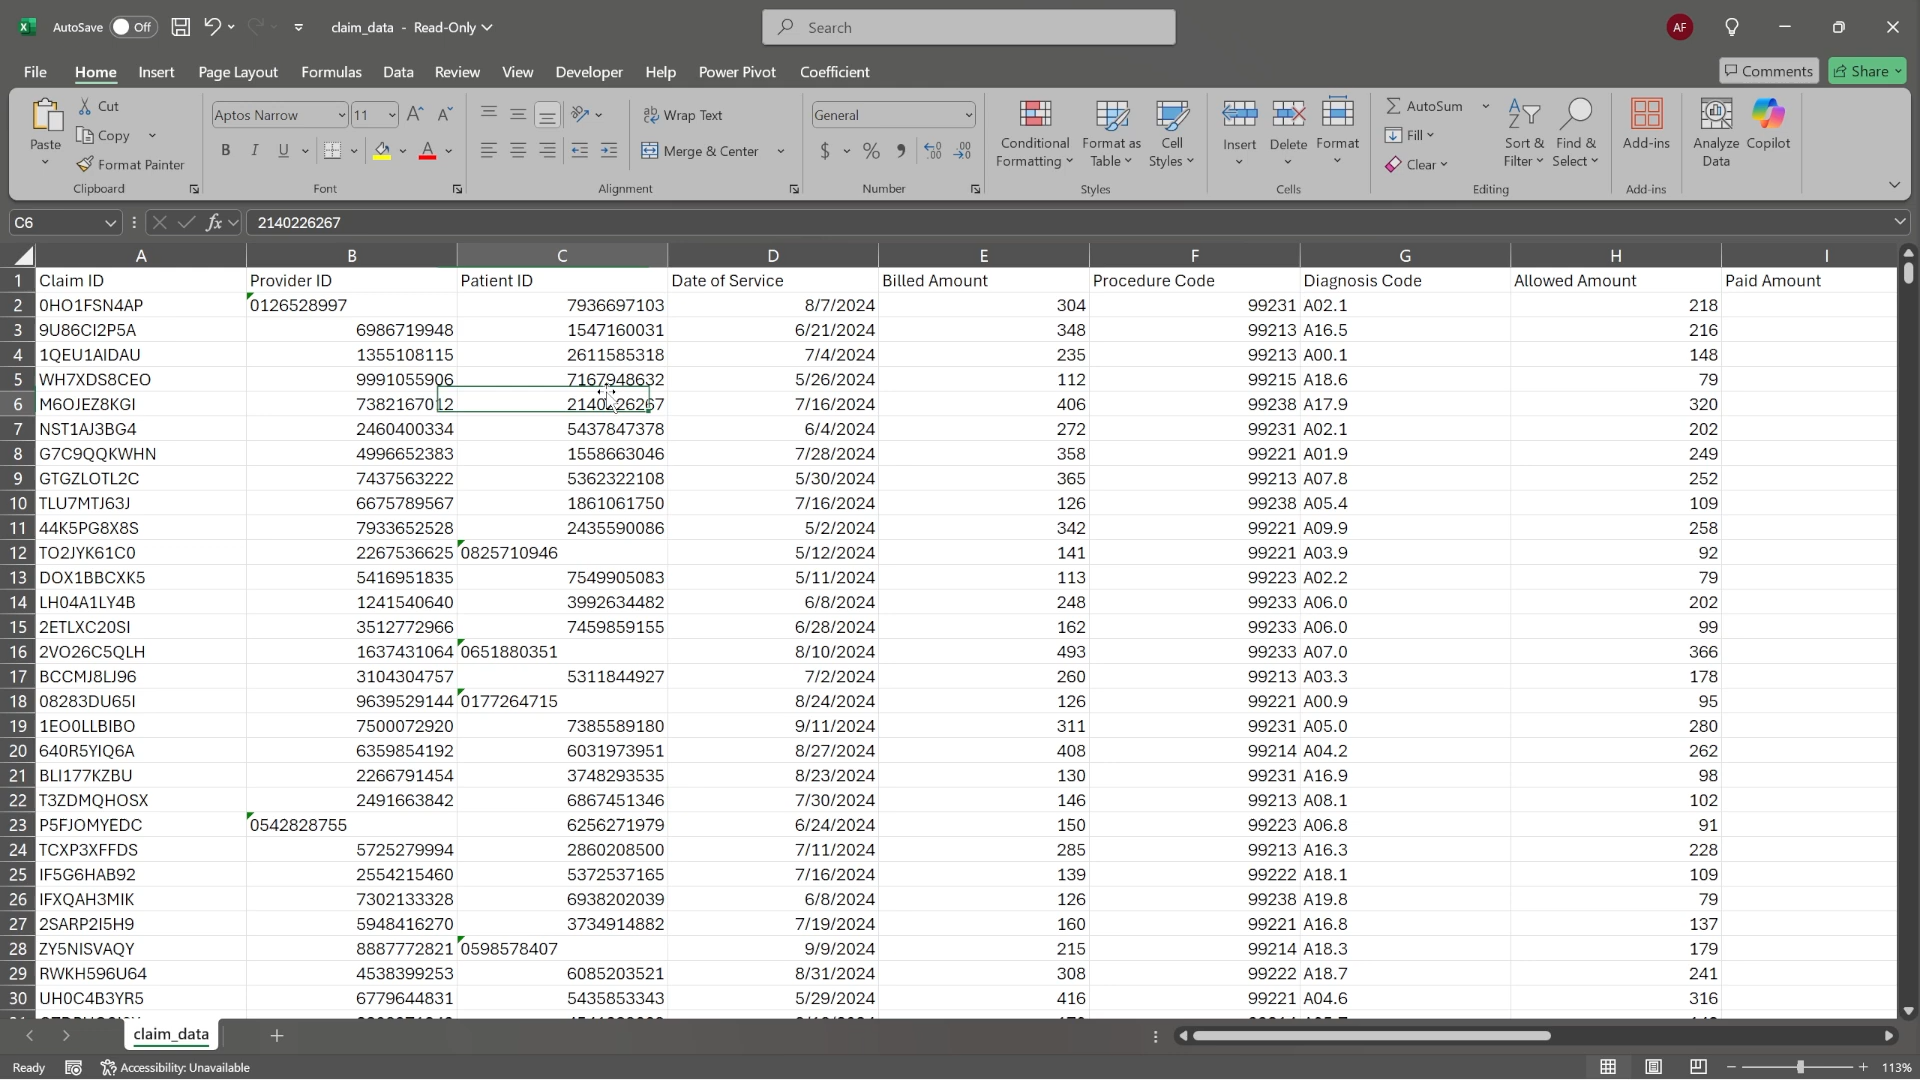 AutoSave Off claim_data - Read-Only Search AF
File Home Insert Page Layout Formulas Data Review View Developer Help Power Pivot Coefficient Comments Share
Paste Cut Copy Format Painter Clipboard
Aptos Narrow 11 B I U A Font
Wrap Text Merge & Center Alignment
General $ % Number
Conditional Formatting Format as Table Cell Styles Styles
Insert Delete Format Cells
AutoSum Fill Clear Sort & Filter Find & Select Editing
Add-ins Add-ins
Analyze Data Copilot
C6 fx 2140226267
A B C D E F G H I
1 Claim ID Provider ID Patient ID Date of Service Billed Amount Procedure Code Diagnosis Code Allowed Amount Paid Amount
2 0HO1FSN4AP 0126528997 7936697103 8/7/2024 304 99231 A02.1 218
3 9U86CI2P5A 6986719948 1547160031 6/21/2024 348 99213 A16.5 216
4 1QEU1AIDAU 1355108115 2611585318 7/4/2024 235 99213 A00.1 148
5 WH7XDS8CEO 9991055906 7167948632 5/26/2024 112 99215 A18.6 79
6 M6OJEZ8KGI 7382167012 2140226267 7/16/2024 406 99238 A17.9 320
7 NST1AJ3BG4 2460400334 5437847378 6/4/2024 272 99231 A02.1 202
8 G7C9QQKWHN 4996652383 1558663046 7/28/2024 358 99221 A01.9 249
9 GTGZLOTL2C 7437563222 5362322108 5/30/2024 365 99213 A07.8 252
10 TLU7MTJ63J 6675789567 1861061750 7/16/2024 126 99238 A05.4 109
11 44K5PG8X8S 7933652528 2435590086 5/2/2024 342 99221 A09.9 258
12 TO2JYK61C0 2267536625 0825710946 5/12/2024 141 99221 A03.9 92
13 DOX1BBCXK5 5416951835 7549905083 5/11/2024 113 99223 A02.2 79
14 LH04A1LY4B 1241540640 3992634482 6/8/2024 248 99233 A06.0 202
15 2ETLXC20SI 3512772966 7459859155 6/28/2024 162 99233 A06.0 99
16 2VO26C5QLH 1637431064 0651880351 8/10/2024 493 99233 A07.0 366
17 BCCMJ8LJ96 3104304757 5311844927 7/2/2024 260 99213 A03.3 178
18 08283DU65I 9639529144 0177264715 8/24/2024 126 99221 A00.9 95
19 1EO0LLBIBO 7500072920 7385589180 9/11/2024 311 99231 A05.0 280
20 640R5YIQ6A 6359854192 6031973951 8/27/2024 408 99214 A04.2 262
21 BLI177KZBU 2266791454 3748293535 8/23/2024 130 99231 A16.9 98
22 T3ZDMQHOSX 2491663842 6867451346 7/30/2024 146 99213 A08.1 102
23 P5FJOMYEDC 0542828755 6256271979 6/24/2024 150 99223 A06.8 91
24 TCXP3XFFDS 5725279994 2860208500 7/11/2024 285 99213 A16.3 228
25 IF5G6HAB92 2554215460 5372537165 7/16/2024 139 99222 A18.1 109
26 IFXQAH3MIK 7302133328 6938202039 6/8/2024 126 99238 A19.8 79
27 2SARP2I5H9 5948416270 3734914882 7/19/2024 160 99221 A16.8 137
28 ZY5NISVAQY 8887772821 0598578407 9/9/2024 215 99214 A18.3 179
29 RWKH596U64 4538399253 6085203521 8/31/2024 308 99222 A18.7 241
30 UH0C4B3YR5 6779644831 5435853343 5/29/2024 416 99221 A04.6 316
claim_data
Ready Accessibility: Unavailable 113%